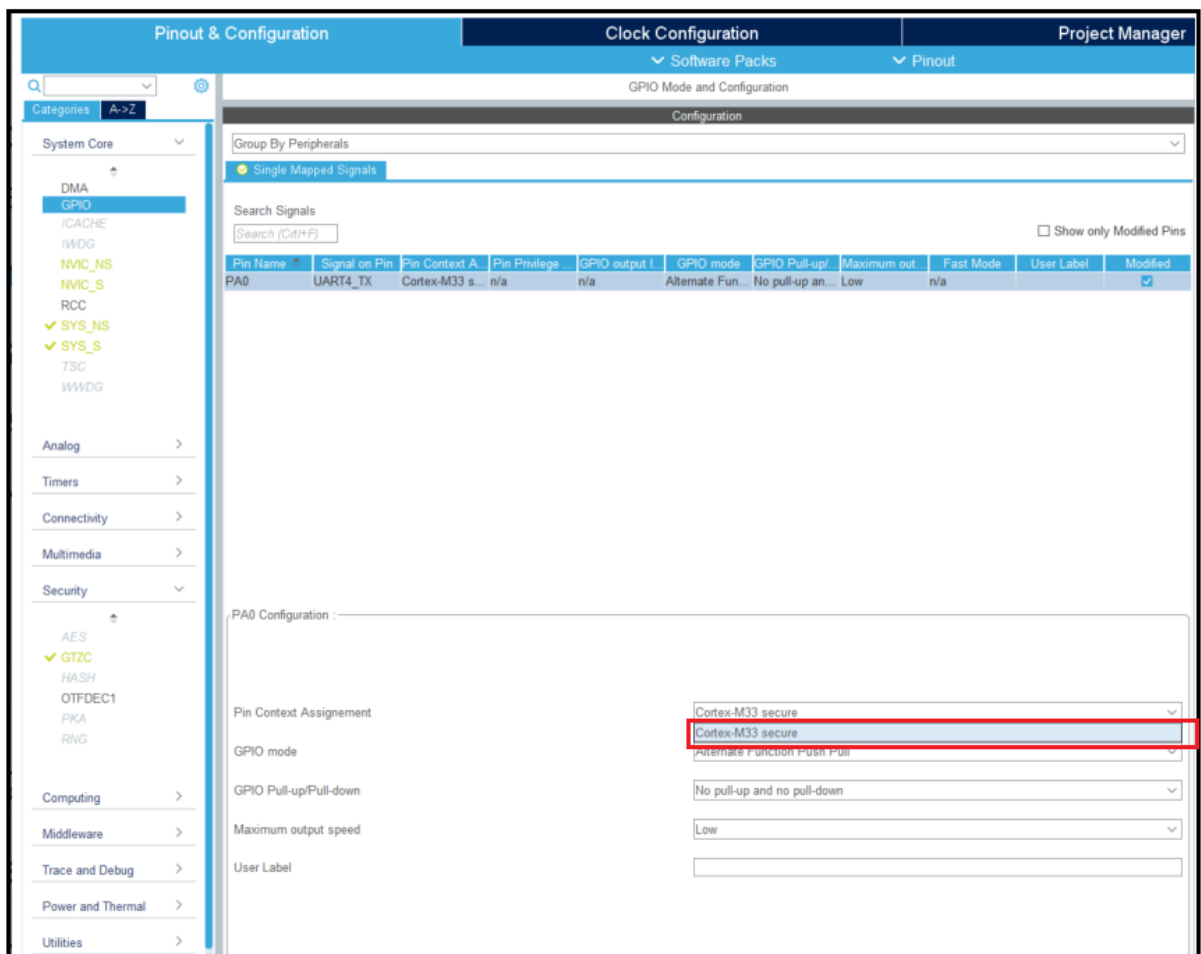 Pinout & Configuration
Clock Configuration
Project Manager
Software Packs
Pinout
Categories
A->Z
System Core
DMA
GPIO
ICACHE
IWDG
NVIC_NS
NVIC_S
RCC
SYS_NS
SYS_S
TSC
WWDG
Analog
Timers
Connectivity
Multimedia
Security
AES
GTZC
HASH
OTFDEC1
PKA
RNG
Computing
Middleware
Trace and Debug
Power and Thermal
Utilities
GPIO Mode and Configuration
Configuration
Group By Peripherals
Single Mapped Signals
Search Signals
Search (Crtl+F)
Show only Modified Pins
Pin Name Signal on Pin Pin Context A... Pin Privilege ... GPIO output l... GPIO mode GPIO Pull-up/... Maximum out... Fast Mode User Label Modified
PA0 UART4_TX Cortex-M33 s... n/a n/a Alternate Fun... No pull-up an... Low n/a
PA0 Configuration :
Pin Context Assignement Cortex-M33 secure
Cortex-M33 secure
GPIO mode Alternate Function Push Pull
GPIO Pull-up/Pull-down No pull-up and no pull-down
Maximum output speed Low
User Label